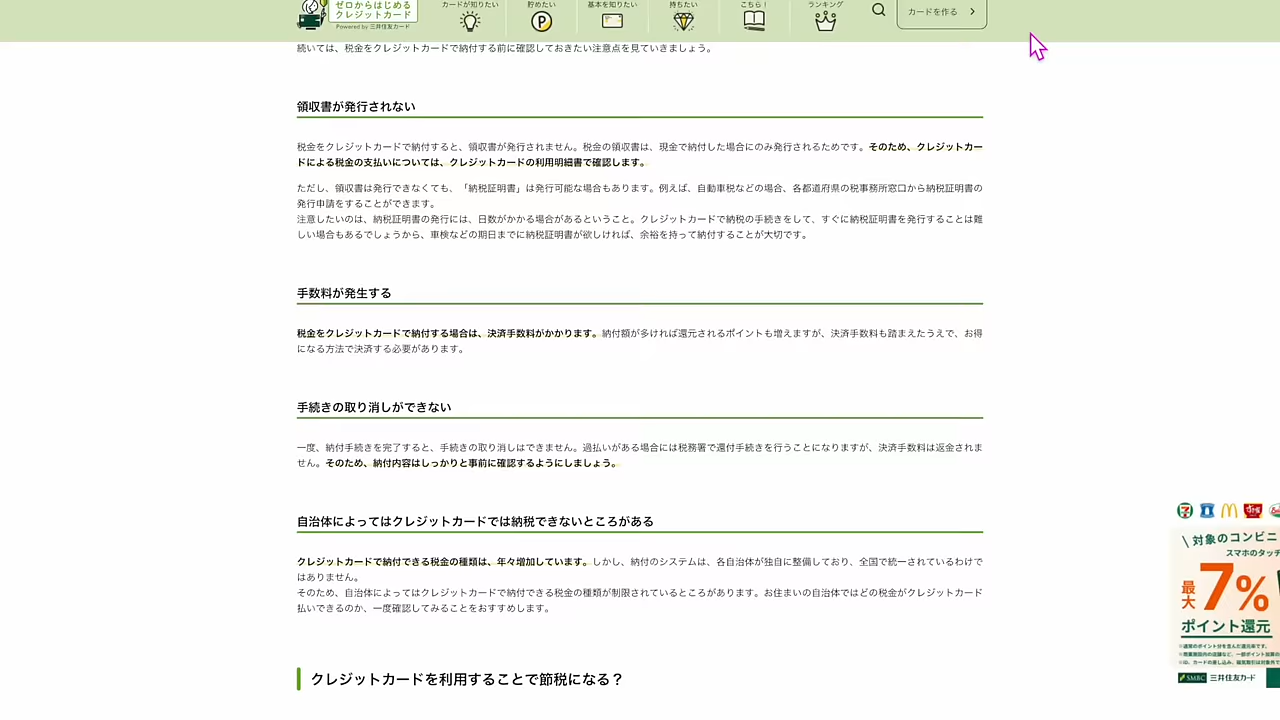 ゼロからはじめる
クレジットカード
Powered by 三井住友カード
カードが知りたい
貯めたい
基本を知りたい
持ちたい
こちら！
ランキング
カードを作る
続いては、税金をクレジットカードで納付する前に確認しておきたい注意点を見ていきましょう。
領収書が発行されない
税金をクレジットカードで納付すると、領収書が発行されません。税金の領収書は、現金で納付した場合にのみ発行されるためです。そのため、クレジットカー
ドによる税金の支払いについては、クレジットカードの利用明細書で確認します。
ただし、領収書は発行できなくても、「納税証明書」は発行可能な場合もあります。例えば、自動車税などの場合、各都道府県の税事務所窓口から納税証明書の
発行申請をすることができます。
注意したいのは、納税証明書の発行には、日数がかかる場合があるということ。クレジットカードで納税の手続きをして、すぐに納税証明書を発行することは難
しい場合もあるでしょうから、車検などの期日までに納税証明書が欲しければ、余裕を持って納付することが大切です。
手数料が発生する
税金をクレジットカードで納付する場合は、決済手数料がかかります。納付額が多ければ還元されるポイントも増えますが、決済手数料も踏まえたうえで、お得
になる方法で決済する必要があります。
手続きの取り消しができない
一度、納付手続きを完了すると、手続きの取り消しはできません。過払いがある場合には税務署で還付手続きを行うことになりますが、決済手数料は返金されま
せん。そのため、納付内容はしっかりと事前に確認するようにしましょう。
自治体によってはクレジットカードでは納税できないところがある
クレジットカードで納付できる税金の種類は、年々増加しています。しかし、納付のシステムは、各自治体が独自に整備しており、全国で統一されているわけで
はありません。
そのため、自治体によってはクレジットカードで納付できる税金の種類が制限されているところがあります。お住まいの自治体ではどの税金がクレジットカード
払いできるのか、一度確認してみることをおすすめします。
クレジットカードを利用することで節税になる？
対象のコンビニ
スマホのタッチ
最大7%
ポイント還元
SMBC 三井住友カード